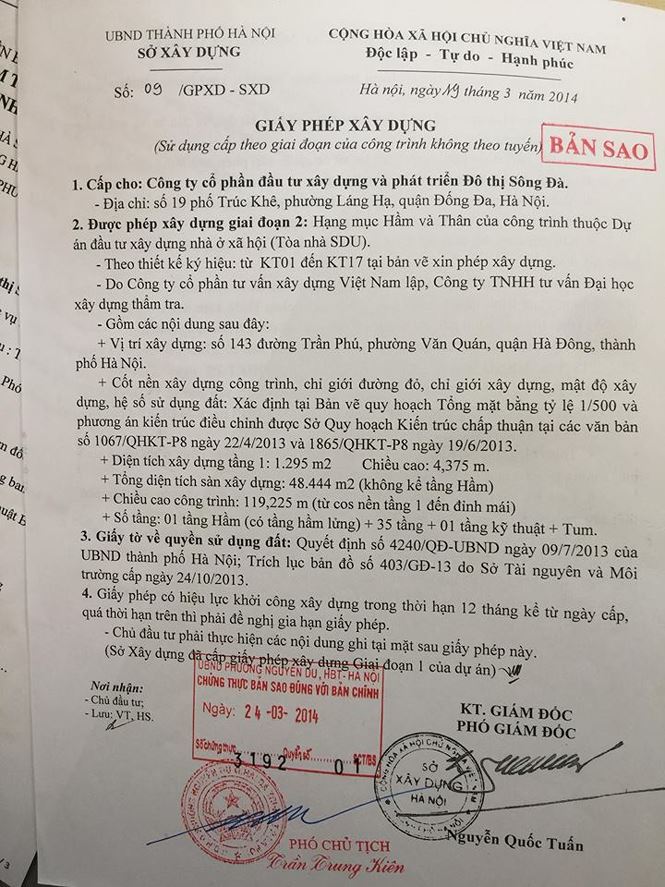 UBND THÀNH PHỐ HÀ NỘI
SỞ XÂY DỰNG
CỘNG HÒA XÃ HỘI CHỦ NGHĨA VIỆT NAM
Độc lập - Tự do - Hạnh phúc
Số: 09 /GPXD - SXD
Hà nội, ngày 19 tháng 3 năm 2014
GIẤY PHÉP XÂY DỰNG
(Sử dụng cấp theo giai đoạn của công trình không theo tuyến)
BẢN SAO
1. Cấp cho: Công ty cổ phần đầu tư xây dựng và phát triển Đô thị Sông Đà.
- Địa chỉ: số 19 phố Trúc Khê, phường Láng Hạ, quận Đống Đa, Hà Nội.
2. Được phép xây dựng giai đoạn 2: Hạng mục Hầm và Thân của công trình thuộc Dự
án đầu tư xây dựng nhà ở xã hội (Tòa nhà SDU).
- Theo thiết kế ký hiệu: từ KT01 đến KT17 tại bản vẽ xin phép xây dựng.
- Do Công ty cổ phần tư vấn xây dựng Việt Nam lập, Công ty TNHH tư vấn Đại học
xây dựng thẩm tra.
- Gồm các nội dung sau đây:
+ Vị trí xây dựng: số 143 đường Trần Phú, phường Văn Quán, quận Hà Đông, thành
phố Hà Nội.
+ Cốt nền xây dựng công trình, chỉ giới đường đỏ, chỉ giới xây dựng, mật độ xây
dựng, hệ số sử dụng đất: Xác định tại Bản vẽ quy hoạch Tổng mặt bằng tỷ lệ 1/500 và
phương án kiến trúc điều chỉnh được Sở Quy hoạch Kiến trúc chấp thuận tại các văn bản
số 1067/QHKT-P8 ngày 22/4/2013 và 1865/QHKT-P8 ngày 19/6/2013.
+ Diện tích xây dựng tầng 1: 1.295 m2 Chiều cao: 4,375 m.
+ Tổng diện tích sàn xây dựng: 48.444 m2 (không kể tầng Hầm)
+ Chiều cao công trình: 119,225 m (từ cos nền tầng 1 đến đỉnh mái)
+ Số tầng: 01 tầng Hầm (có tầng hầm lửng) + 35 tầng + 01 tầng kỹ thuật + Tum.
3. Giấy tờ về quyền sử dụng đất: Quyết định số 4240/QĐ-UBND ngày 09/7/2013 của
UBND thành phố Hà Nội; Trích lục bản đồ số 403/GĐ-13 do Sở Tài nguyên và Môi
trường cấp ngày 24/10/2013.
4. Giấy phép có hiệu lực khởi công xây dựng trong thời hạn 12 tháng kể từ ngày cấp,
quá thời hạn trên thì phải đề nghị gia hạn giấy phép.
- Chủ đầu tư phải thực hiện các nội dung ghi tại mặt sau giấy phép này.
(Sở Xây dựng đã cấp giấy phép xây dựng Giai đoạn 1 của dự án)
Nơi nhận:
- Chủ đầu tư;
- Lưu: VT, HS.
UBND PHƯỜNG NGUYỄN DU, HBT-HÀ NỘI
CHỨNG THỰC BẢN SAO ĐÚNG VỚI BẢN CHÍNH
Ngày: 24 -03- 2014
Số chứng thực 3192 Quyển số 01 SCT/BS
KT. GIÁM ĐỐC
PHÓ GIÁM ĐỐC
SỞ
XÂY DỰNG
HÀ NỘI
Nguyễn Quốc Tuấn
PHÓ CHỦ TỊCH
Trần Trung Kiên